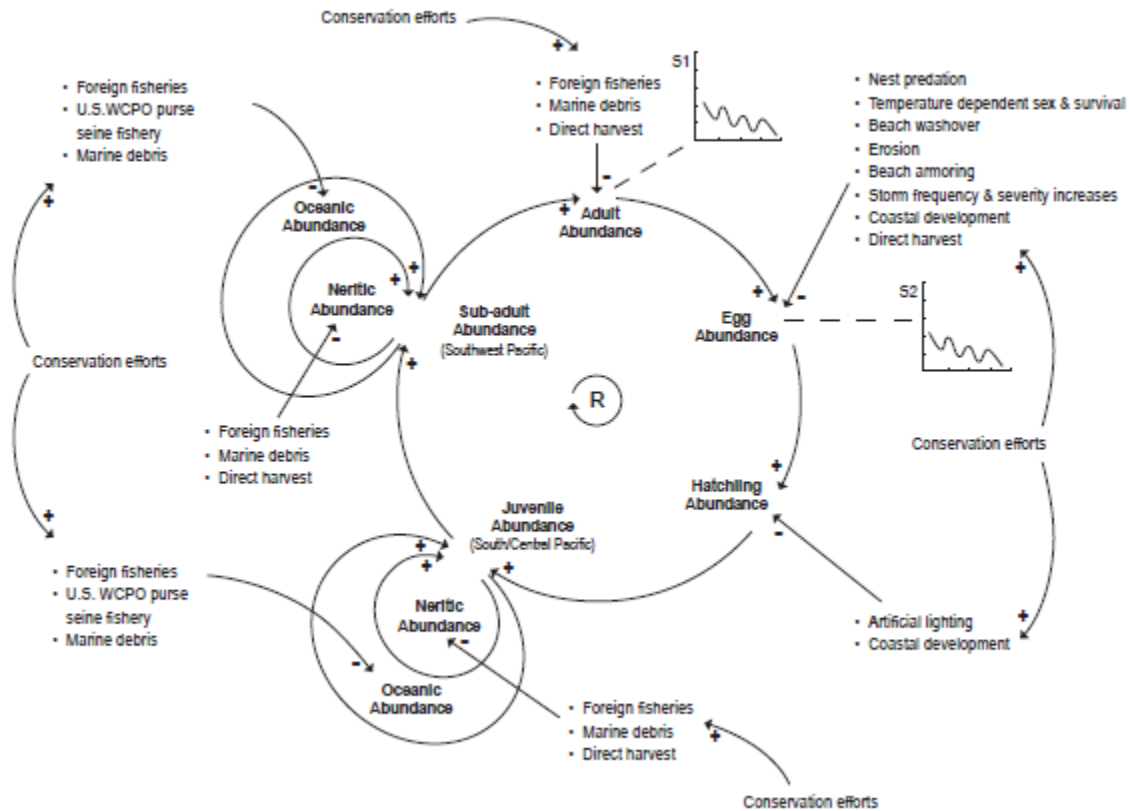 Conservation efforts
+
• Foreign fisheries
• Marine debris
• Direct harvest
-
S1
• Foreign fisheries
• U.S.WCPO purse
seine fishery
• Marine debris
+
• Nest predation
• Temperature dependent sex & survival
• Beach washover
• Erosion
• Beach armoring
• Storm frequency & severity increases
• Coastal development
• Direct harvest
+
-
Oceanic
Abundance
+
Adult
Abundance
+
+
Neritic
Abundance
-
+
Sub-adult
Abundance
(Southwest Pacific)
+
-
Egg
Abundance
S2
Conservation efforts
R
• Foreign fisheries
• Marine debris
• Direct harvest
Conservation efforts
+
Hatchling
Abundance
-
Juvenile
Abundance
(South/Central Pacific)
+
+
+
+
• Foreign fisheries
• U.S. WCPO purse
seine fishery
• Marine debris
Neritic
Abundance
-
-
Oceanic
Abundance
+
• Artificial lighting
• Coastal development
• Foreign fisheries
• Marine debris
• Direct harvest
+
Conservation efforts